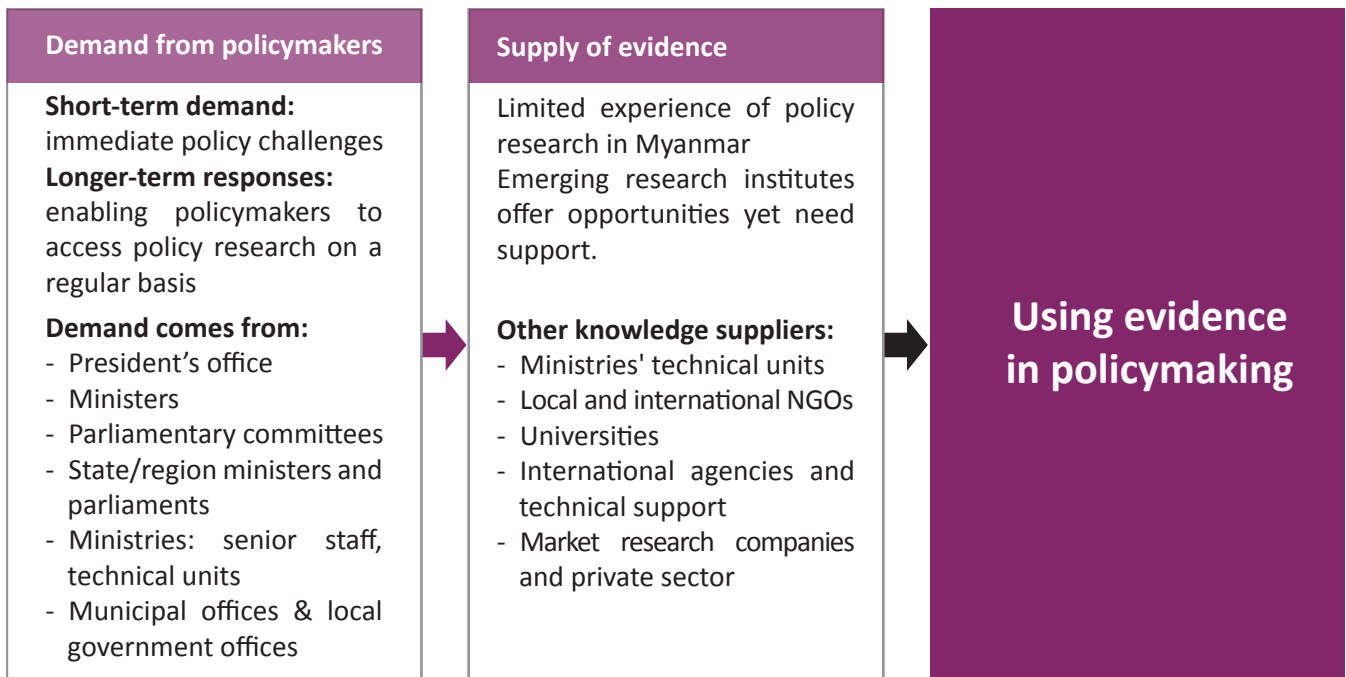 Demand from policymakers
Short-term demand:
immediate policy challenges
Longer-term responses:
enabling policymakers to
access policy research on a
regular basis
Demand comes from:
- President’s office
- Ministers
- Parliamentary committees
- State/region ministers and
parliaments
- Ministries: senior staff,
technical units
- Municipal offices & local
government offices
Supply of evidence
Limited experience of policy
research in Myanmar
Emerging research institutes
offer opportunities yet need
support.
Other knowledge suppliers:
- Ministries' technical units
- Local and international NGOs
- Universities
- International agencies and
technical support
- Market research companies
and private sector
Using evidence
in policymaking